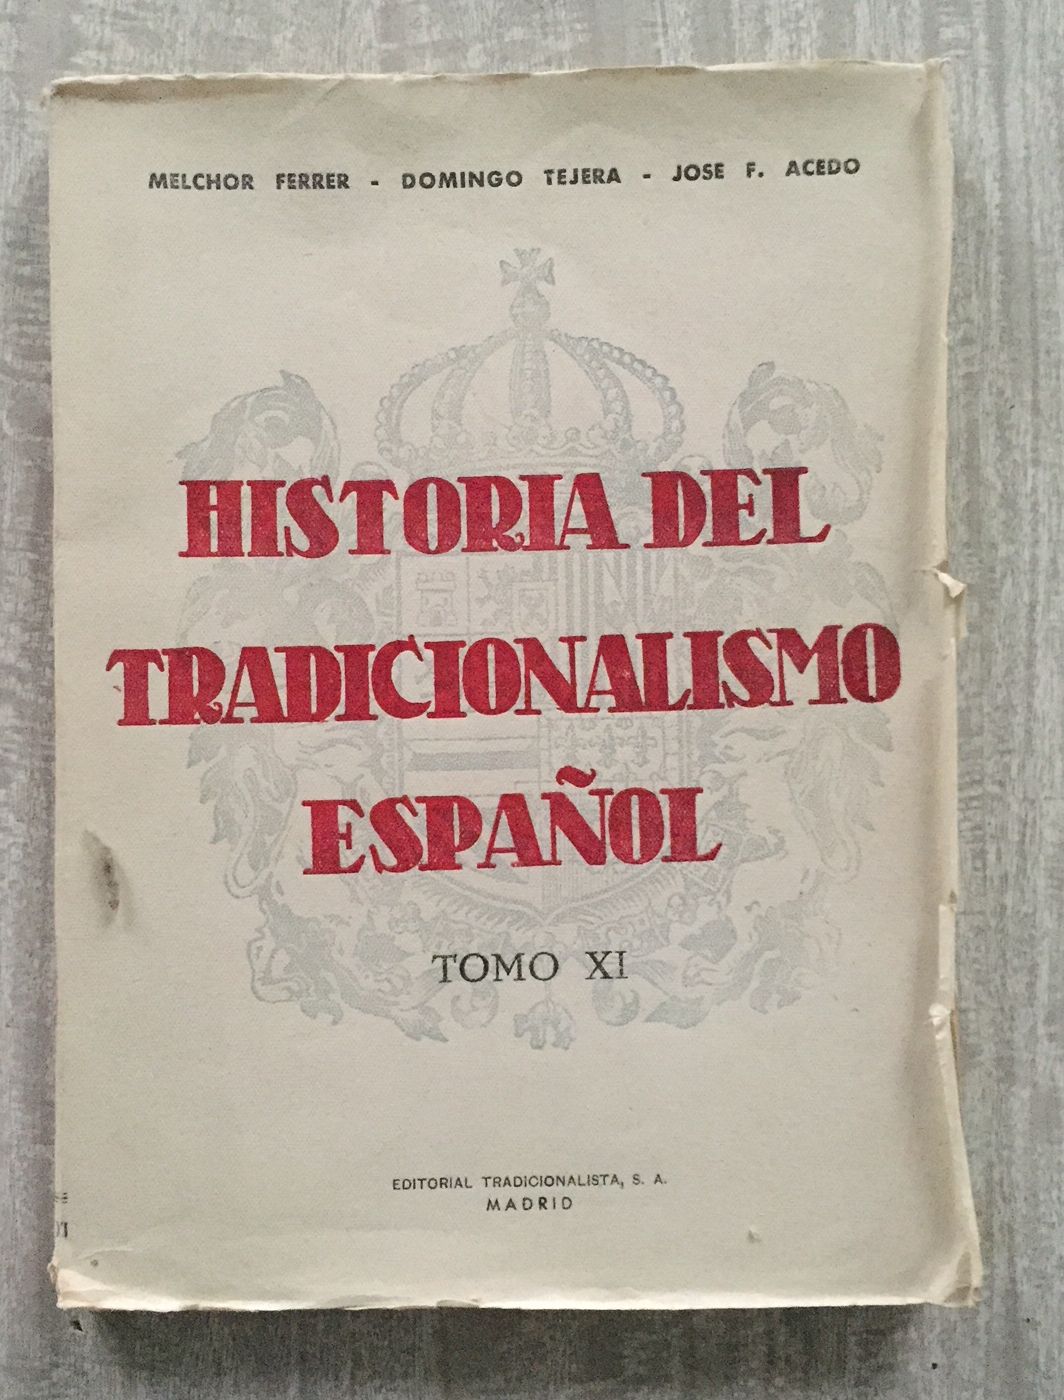 MELCHOR FERRER - DOMINGO TEJERA - JOSE F. ACEDO
HISTORIA DEL
TRADICIONALISMO
ESPAÑOL
TOMO XI
EDITORIAL TRADICIONALISTA, S. A.
MADRID